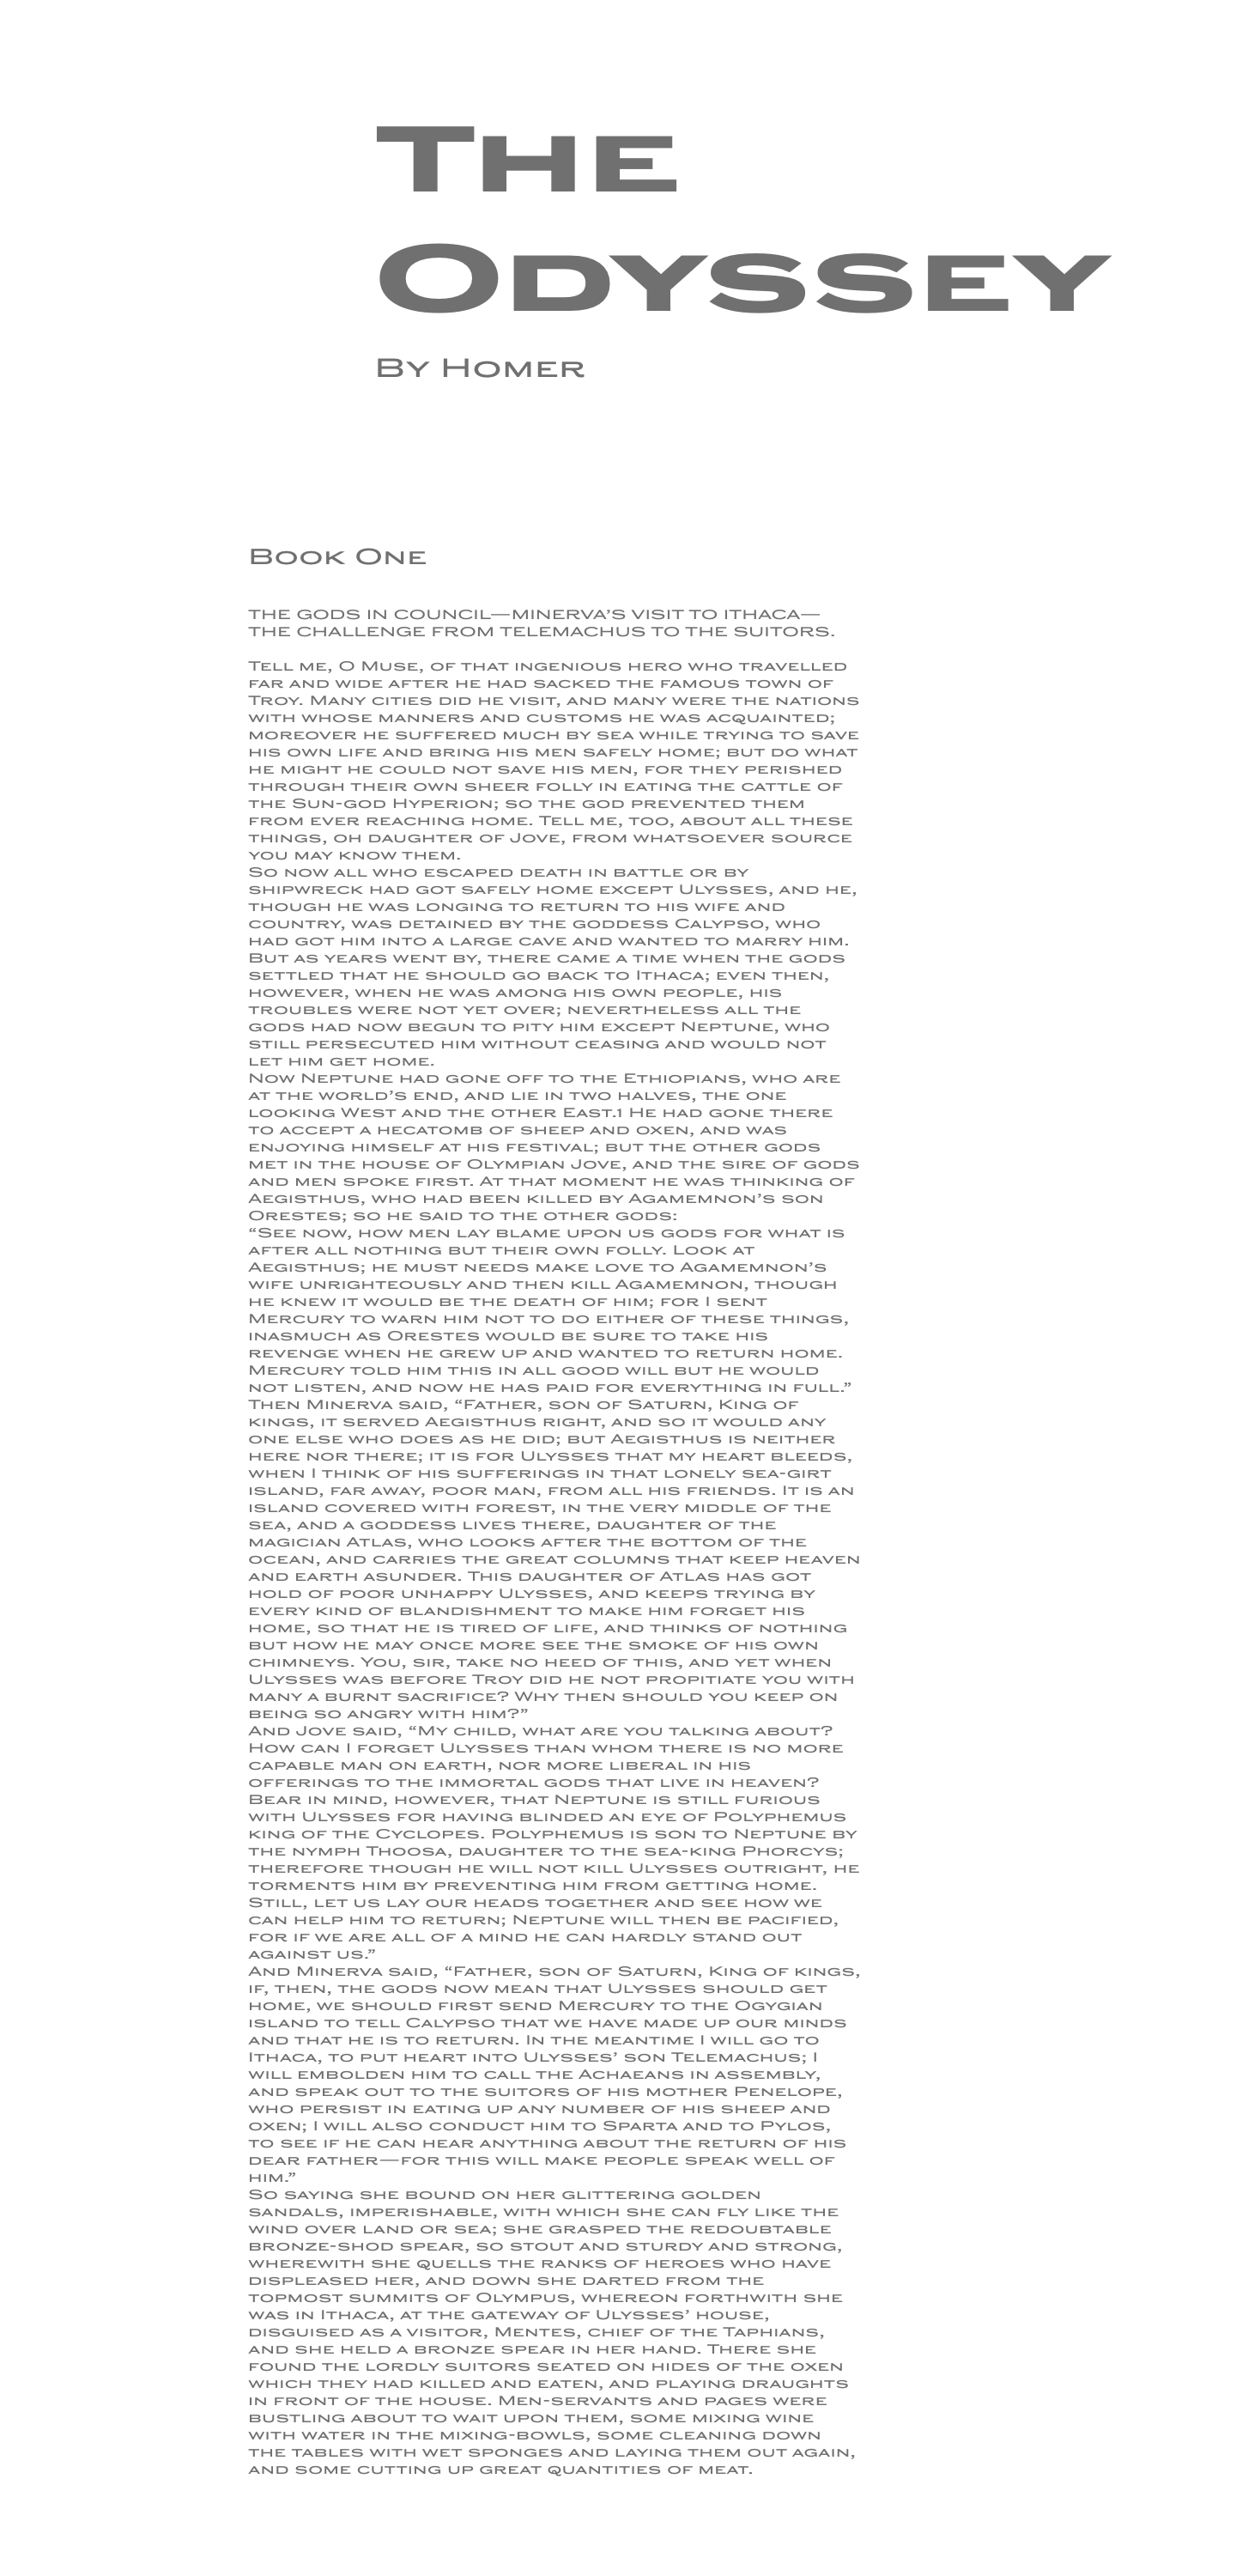 The
Odyssey
By Homer
Book One
THE GODS IN COUNCIL—MINERVA’S VISIT TO ITHACA—
THE CHALLENGE FROM TELEMACHUS TO THE SUITORS.
Tell me, O Muse, of that ingenious hero who travelled
far and wide after he had sacked the famous town of
Troy. Many cities did he visit, and many were the nations
with whose manners and customs he was acquainted;
moreover he suffered much by sea while trying to save
his own life and bring his men safely home; but do what
he might he could not save his men, for they perished
through their own sheer folly in eating the cattle of
the Sun-god Hyperion; so the god prevented them
from ever reaching home. Tell me, too, about all these
things, oh daughter of Jove, from whatsoever source
you may know them.
So now all who escaped death in battle or by
shipwreck had got safely home except Ulysses, and he,
though he was longing to return to his wife and
country, was detained by the goddess Calypso, who
had got him into a large cave and wanted to marry him.
But as years went by, there came a time when the gods
settled that he should go back to Ithaca; even then,
however, when he was among his own people, his
troubles were not yet over; nevertheless all the
gods had now begun to pity him except Neptune, who
still persecuted him without ceasing and would not
let him get home.
Now Neptune had gone off to the Ethiopians, who are
at the world’s end, and lie in two halves, the one
looking West and the other East.1 He had gone there
to accept a hecatomb of sheep and oxen, and was
enjoying himself at his festival; but the other gods
met in the house of Olympian Jove, and the sire of gods
and men spoke first. At that moment he was thinking of
Aegisthus, who had been killed by Agamemnon’s son
Orestes; so he said to the other gods:
“See now, how men lay blame upon us gods for what is
after all nothing but their own folly. Look at
Aegisthus; he must needs make love to Agamemnon’s
wife unrighteously and then kill Agamemnon, though
he knew it would be the death of him; for I sent
Mercury to warn him not to do either of these things,
inasmuch as Orestes would be sure to take his
revenge when he grew up and wanted to return home.
Mercury told him this in all good will but he would
not listen, and now he has paid for everything in full.”
Then Minerva said, “Father, son of Saturn, King of
kings, it served Aegisthus right, and so it would any
one else who does as he did; but Aegisthus is neither
here nor there; it is for Ulysses that my heart bleeds,
when I think of his sufferings in that lonely sea-girt
island, far away, poor man, from all his friends. It is an
island covered with forest, in the very middle of the
sea, and a goddess lives there, daughter of the
magician Atlas, who looks after the bottom of the
ocean, and carries the great columns that keep heaven
and earth asunder. This daughter of Atlas has got
hold of poor unhappy Ulysses, and keeps trying by
every kind of blandishment to make him forget his
home, so that he is tired of life, and thinks of nothing
but how he may once more see the smoke of his own
chimneys. You, sir, take no heed of this, and yet when
Ulysses was before Troy did he not propitiate you with
many a burnt sacrifice? Why then should you keep on
being so angry with him?”
And Jove said, “My child, what are you talking about?
How can I forget Ulysses than whom there is no more
capable man on earth, nor more liberal in his
offerings to the immortal gods that live in heaven?
Bear in mind, however, that Neptune is still furious
with Ulysses for having blinded an eye of Polyphemus
king of the Cyclopes. Polyphemus is son to Neptune by
the nymph Thoosa, daughter to the sea-king Phorcys;
therefore though he will not kill Ulysses outright, he
torments him by preventing him from getting home.
Still, let us lay our heads together and see how we
can help him to return; Neptune will then be pacified,
for if we are all of a mind he can hardly stand out
against us.”
And Minerva said, “Father, son of Saturn, King of kings,
if, then, the gods now mean that Ulysses should get
home, we should first send Mercury to the Ogygian
island to tell Calypso that we have made up our minds
and that he is to return. In the meantime I will go to
Ithaca, to put heart into Ulysses’ son Telemachus; I
will embolden him to call the Achaeans in assembly,
and speak out to the suitors of his mother Penelope,
who persist in eating up any number of his sheep and
oxen; I will also conduct him to Sparta and to Pylos,
to see if he can hear anything about the return of his
dear father—for this will make people speak well of
him.”
So saying she bound on her glittering golden
sandals, imperishable, with which she can fly like the
wind over land or sea; she grasped the redoubtable
bronze-shod spear, so stout and sturdy and strong,
wherewith she quells the ranks of heroes who have
displeased her, and down she darted from the
topmost summits of Olympus, whereon forthwith she
was in Ithaca, at the gateway of Ulysses’ house,
disguised as a visitor, Mentes, chief of the Taphians,
and she held a bronze spear in her hand. There she
found the lordly suitors seated on hides of the oxen
which they had killed and eaten, and playing draughts
in front of the house. Men-servants and pages were
bustling about to wait upon them, some mixing wine
with water in the mixing-bowls, some cleaning down
the tables with wet sponges and laying them out again,
and some cutting up great quantities of meat.